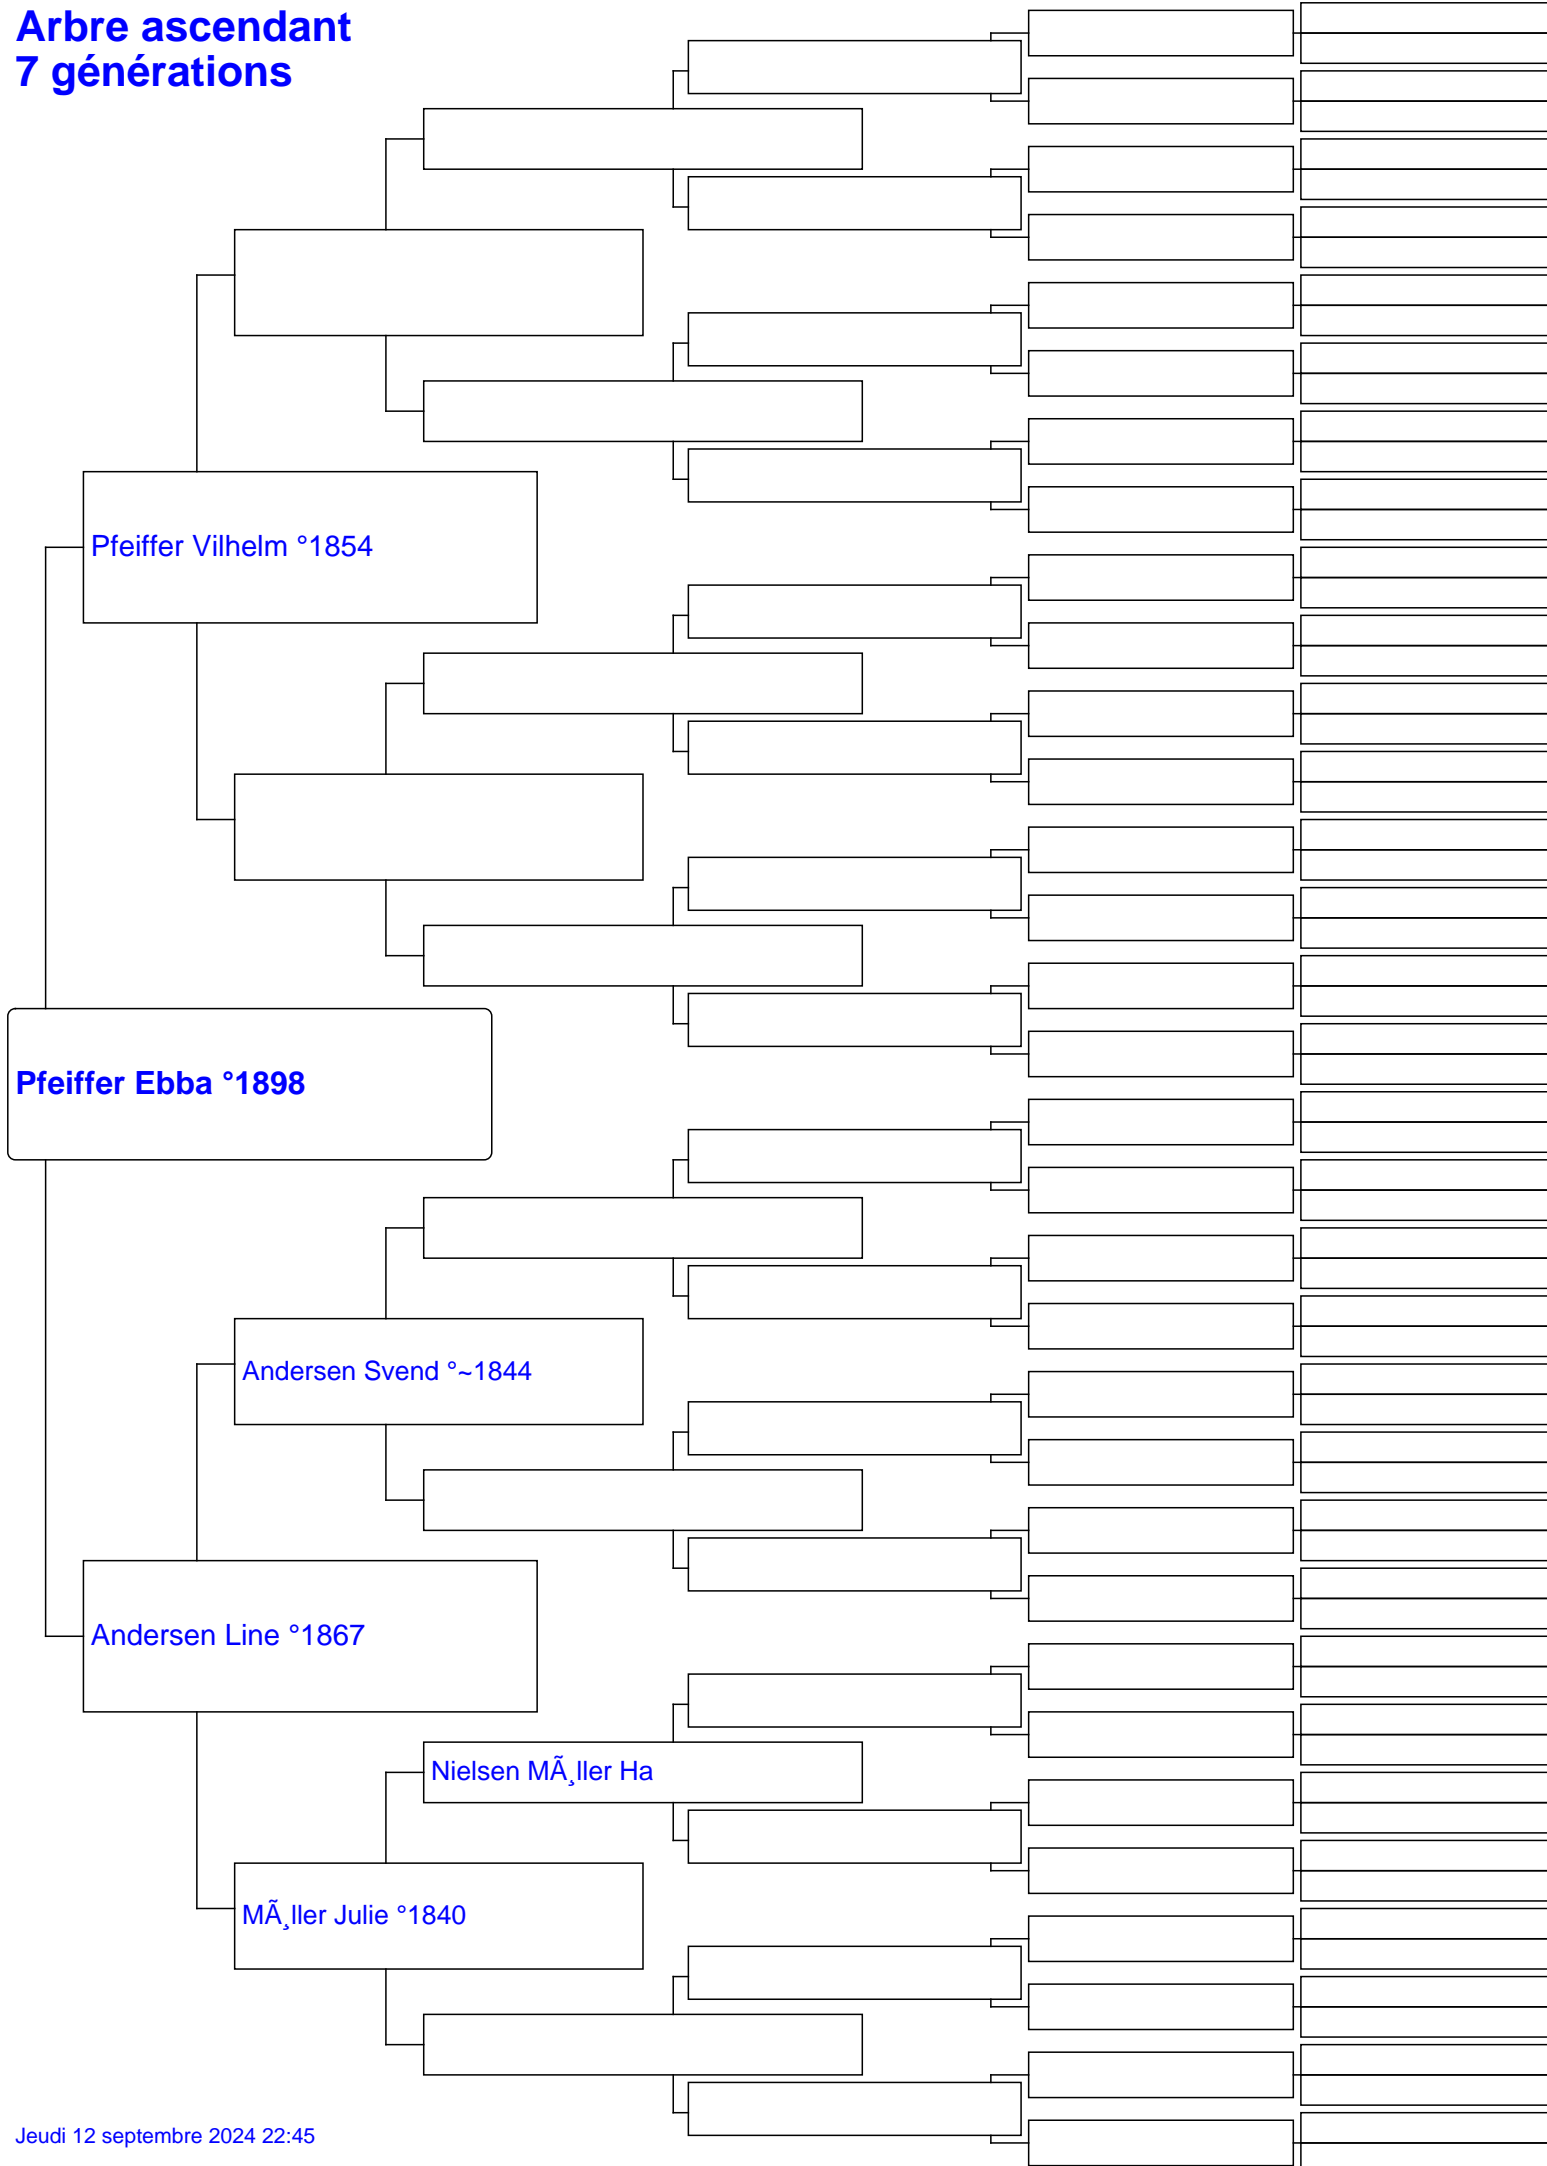 Arbre ascendant
7 générations
Pfeiffer Vilhelm °1854
Pfeiffer Ebba °1898
Andersen Svend °~1844
Andersen Line °1867
Nielsen MÃ¸ller Ha
MÃ¸ller Julie °1840
Jeudi 12 septembre 2024 22:45